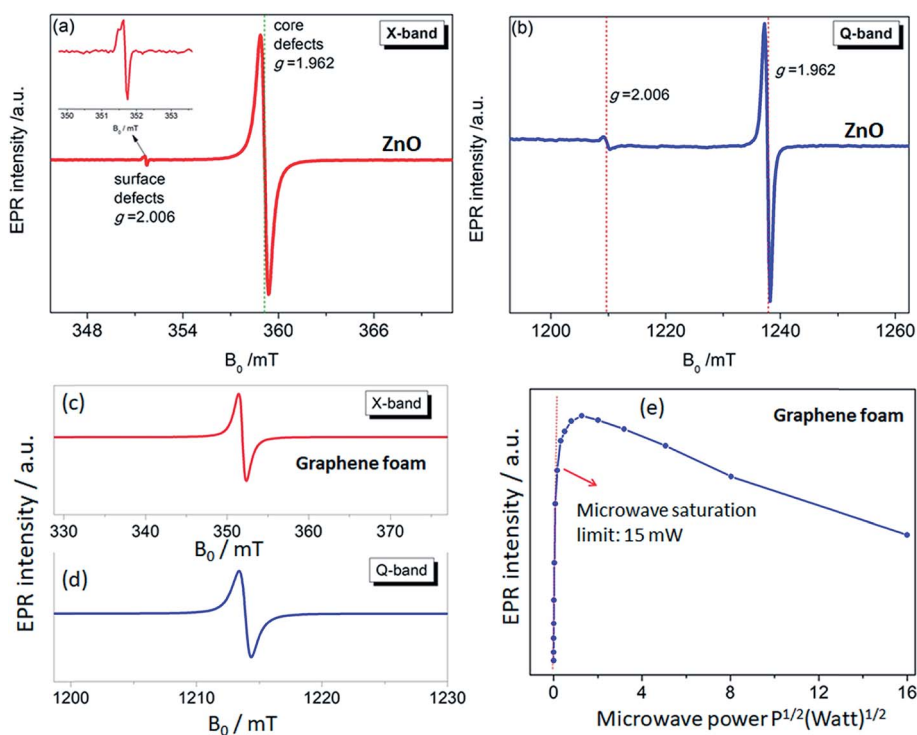 (a)
X-band
core
defects
g=1.962
350 351 352 353
B₀/ mT
ZnO
surface
defects
g=2.006
EPR intensity /a.u.
348 354 360 366
B₀ /mT
(b)
Q-band
g=1.962
g=2.006
ZnO
EPR intensity /a.u.
1200 1220 1240 1260
B₀ /mT
(c)
X-band
Graphene foam
330 340 350 360 370
B₀ / mT
(d)
Q-band
EPR intensity / a.u.
1200 1210 1220 1230
B₀ / mT
(e)
Graphene foam
Microwave saturation
limit: 15 mW
EPR intensity / a.u.
0 4 8 12 16
Microwave power P¹/²(Watt)¹/²